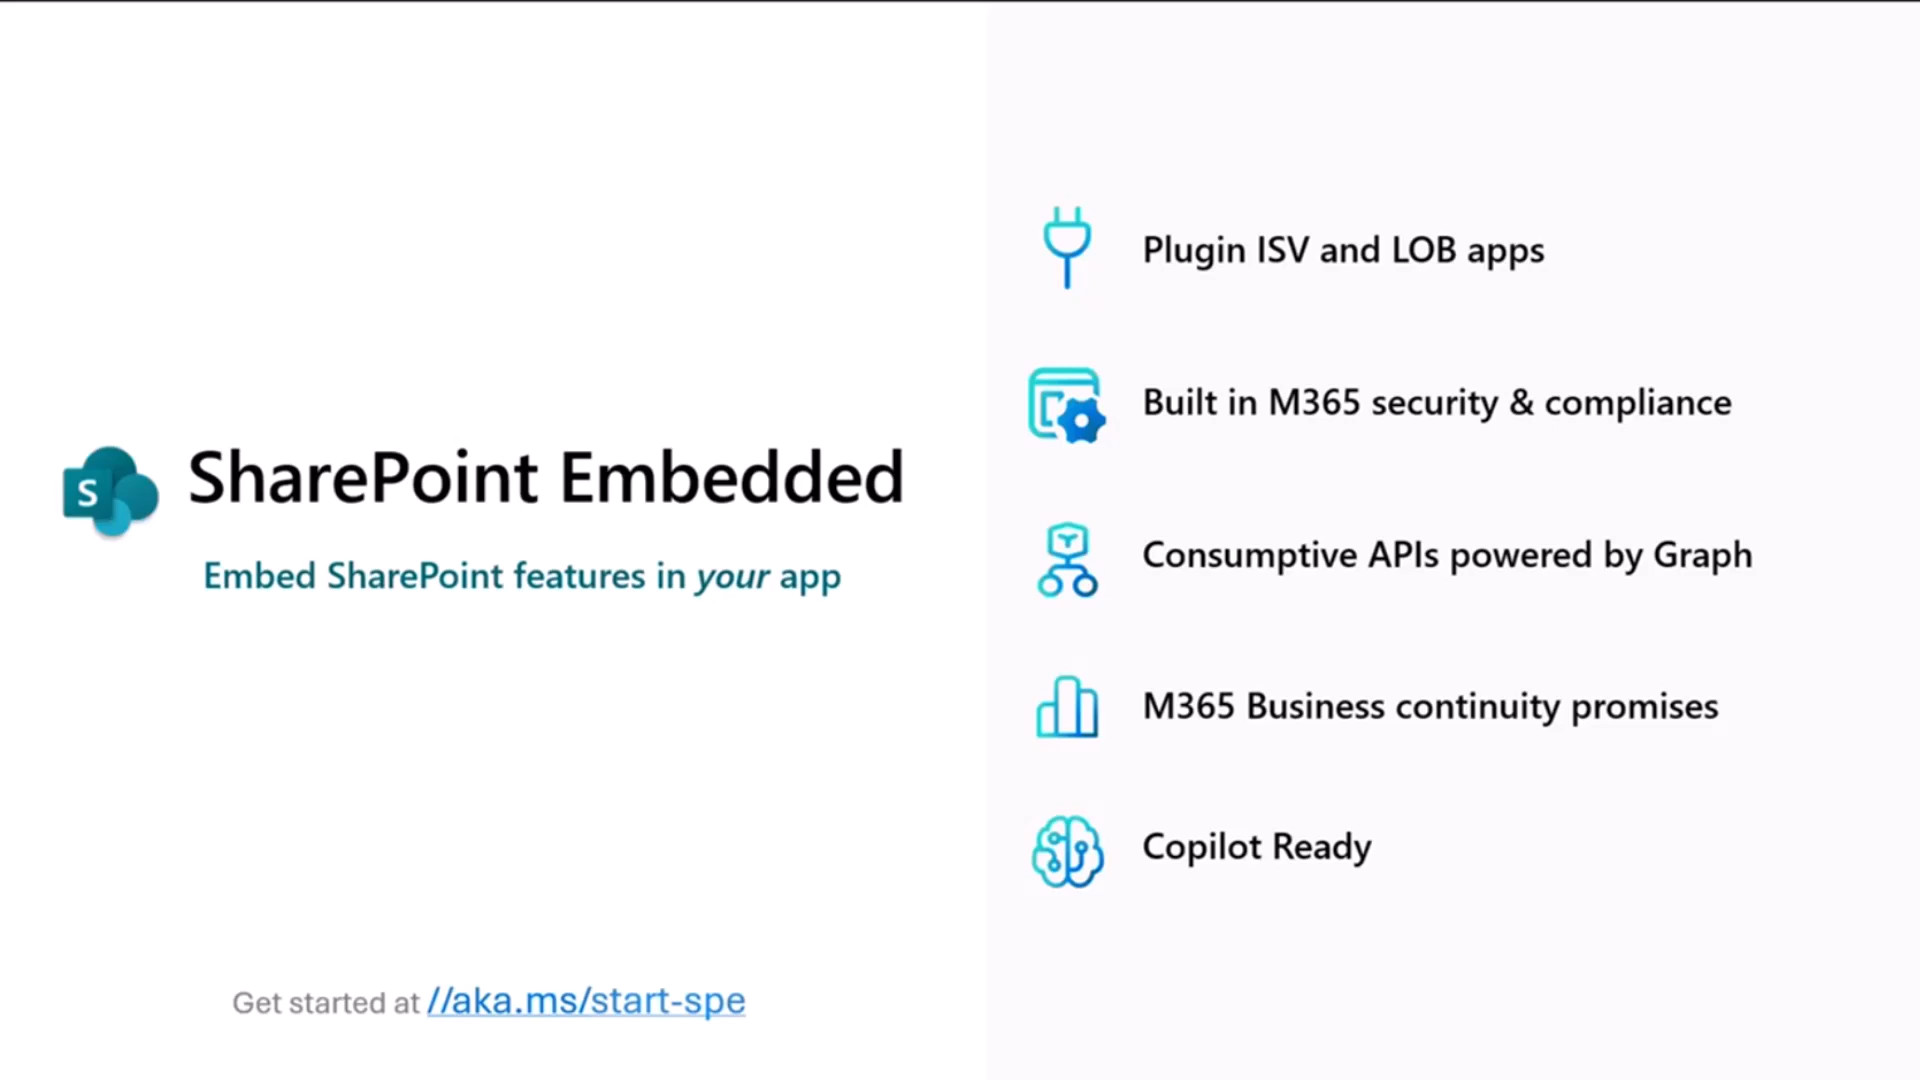 S
SharePoint Embedded
Embed SharePoint features in your app
Get started at //aka.ms/start-spe
Plugin ISV and LOB apps
Built in M365 security & compliance
Consumptive APIs powered by Graph
M365 Business continuity promises
Copilot Ready